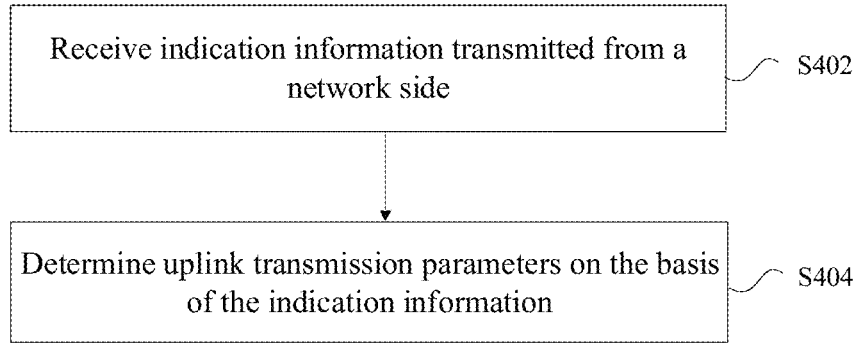 Receive indication information transmitted from a
network side
S402
Determine uplink transmission parameters on the basis
of the indication information
S404